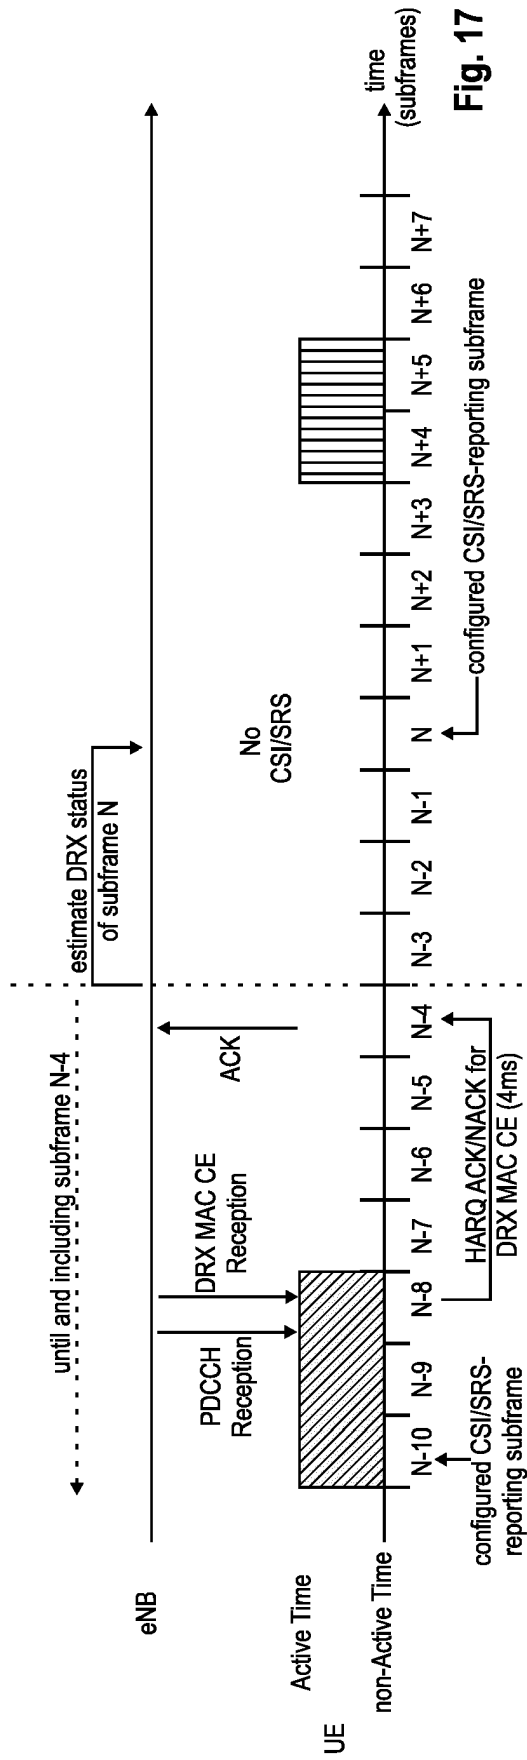 until and including subframe N-4
estimate DRX status
of subframe N
eNB
PDCCH
Reception
DRX MAC CE
Reception
ACK
No
CSI/SRS
UE
Active Time
non-Active Time
N-10
N-9
N-8
N-7
N-6
N-5
N-4
N-3
N-2
N-1
N
N+1
N+2
N+3
N+4
N+5
N+6
N+7
time
(subframes)
configured CSI/SRS-
reporting subframe
HARQ ACK/NACK for
DRX MAC CE (4ms)
configured CSI/SRS-reporting subframe
Fig. 17